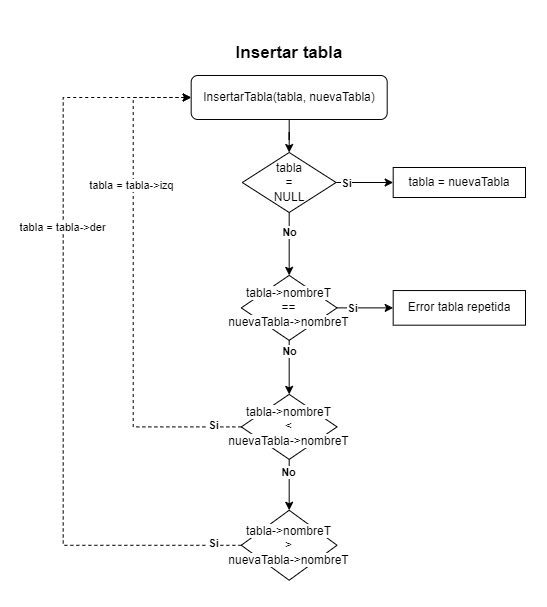 Insertar tabla
InsertarTabla(tabla, nuevaTabla)
tabla
=
NULL
Si
tabla = nuevaTabla
No
tabla = tabla->izq
tabla = tabla->der
tabla->nombreT
==
nuevaTabla->nombreT
Si
Error tabla repetida
No
tabla->nombreT
<
nuevaTabla->nombreT
Si
No
tabla->nombreT
>
nuevaTabla->nombreT
Si